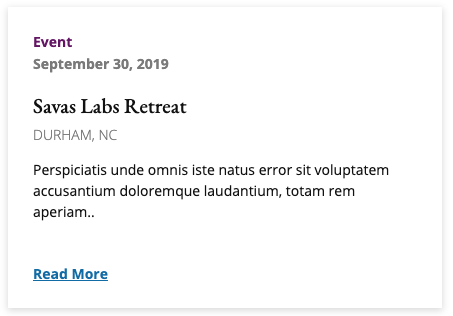 Event
September 30, 2019
Savas Labs Retreat
DURHAM, NC
Perspiciatis unde omnis iste natus error sit voluptatem
accusantium doloremque laudantium, totam rem
aperiam..
Read More